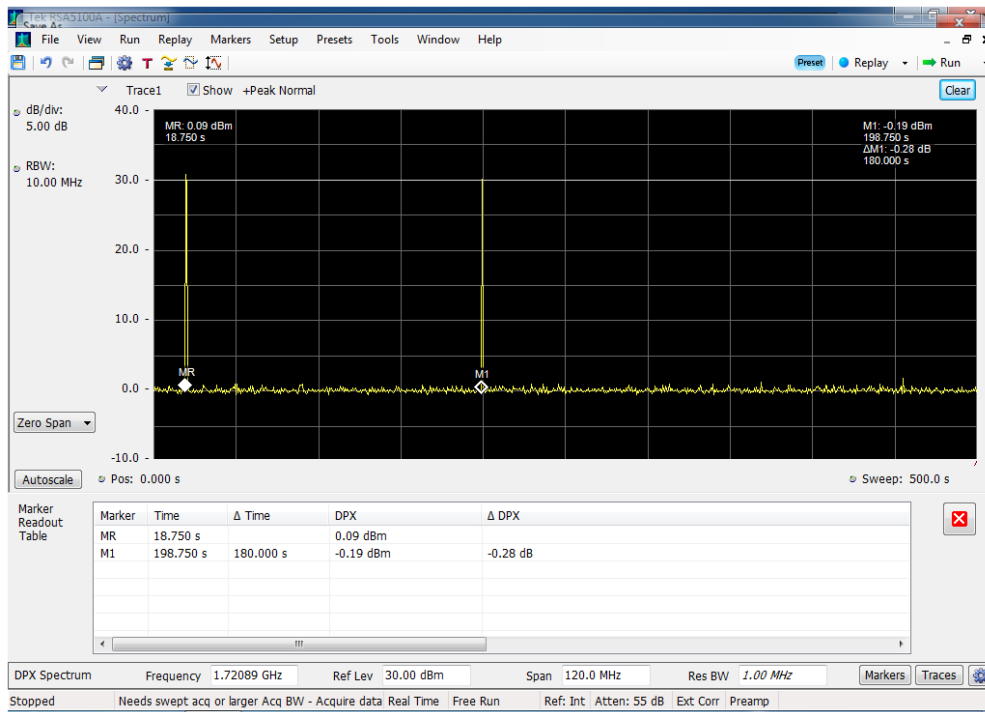 Tek RSA5100A - [Spectrum]
Save As
File View Run Replay Markers Setup Presets Tools Window Help
T Preset Replay Run
Trace1 Show +Peak Normal Clear
dB/div:
5.00 dB
RBW:
10.00 MHz
40.0 -
30.0 -
20.0 -
10.0 -
0.0 -
-10.0 -
MR: 0.09 dBm
18.750 s
M1: -0.19 dBm
198.750 s
ΔM1: -0.28 dB
180.000 s
MR
M1
Zero Span
Autoscale Pos: 0.000 s Sweep: 500.0 s
Marker
Readout
Table
Marker Time Δ Time DPX Δ DPX
MR 18.750 s 0.09 dBm
M1 198.750 s 180.000 s -0.19 dBm -0.28 dB
DPX Spectrum Frequency 1.72089 GHz Ref Lev 30.00 dBm Span 120.0 MHz Res BW 1.00 MHz Markers Traces
Stopped Needs swept acq or larger Acq BW - Acquire data Real Time Free Run Ref: Int Atten: 55 dB Ext Corr Preamp